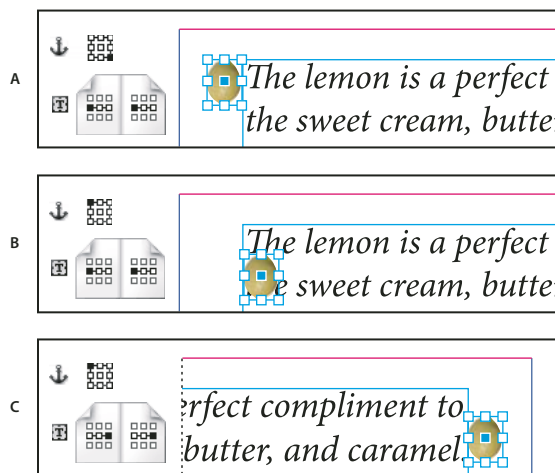 A
The lemon is a perfect
the sweet cream, butte
B
The lemon is a perfect
e sweet cream, butte
C
erfect compliment to
butter, and caramel.